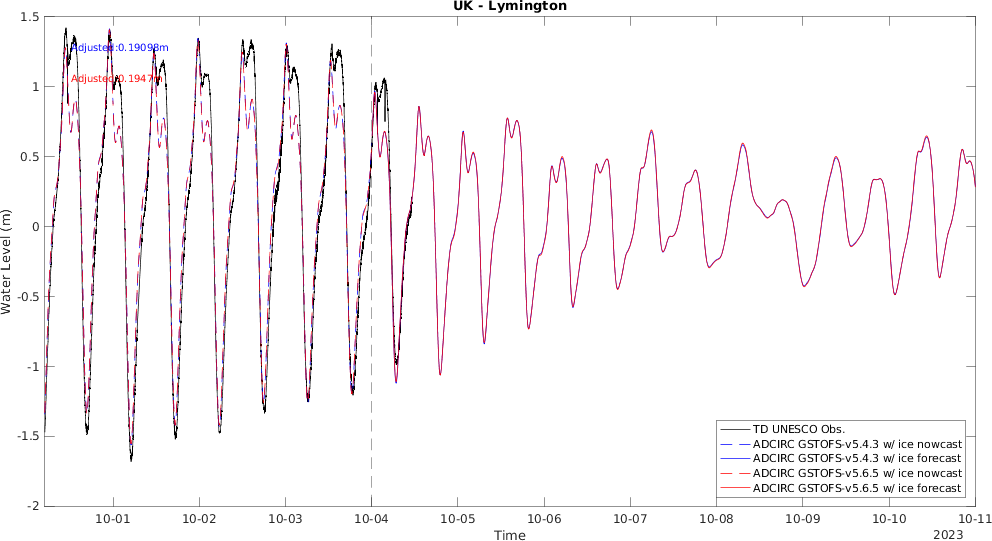 UK - Lymington
1.5
1
0.5
0
-0.5
-1
-1.5
-2
Water Level (m)
Adjusted:0.19098m
Adjusted:0.1947
TD UNESCO Obs.
ADCIRC GSTOFS-v5.4.3 w/ ice nowcast
ADCIRC GSTOFS-v5.4.3 w/ ice forecast
ADCIRC GSTOFS-v5.6.5 w/ ice nowcast
ADCIRC GSTOFS-v5.6.5 w/ ice forecast
10-01 10-02 10-03 10-04 10-05 10-06 10-07 10-08 10-09 10-10 10-11
Time
2023